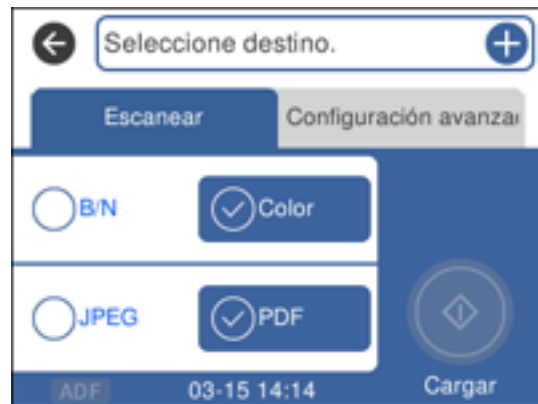 Seleccione destino.
Escanear
Configuración avanza
B/N
Color
JPEG
PDF
ADF
03-15 14:14
Cargar